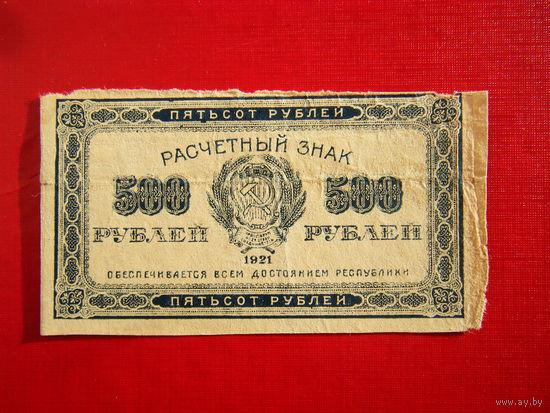 ПЯТЬСОТ РУБЛЕЙ
РАСЧЕТНЫЙ ЗНАК
500 500
РУБЛЕЙ РУБЛЕЙ
1921
ОБЕСПЕЧИВАЕТСЯ ВСЕМ ДОСТОЯНИЕМ РЕСПУБЛИКИ
ПЯТЬСОТ РУБЛЕЙ
www.ay.by